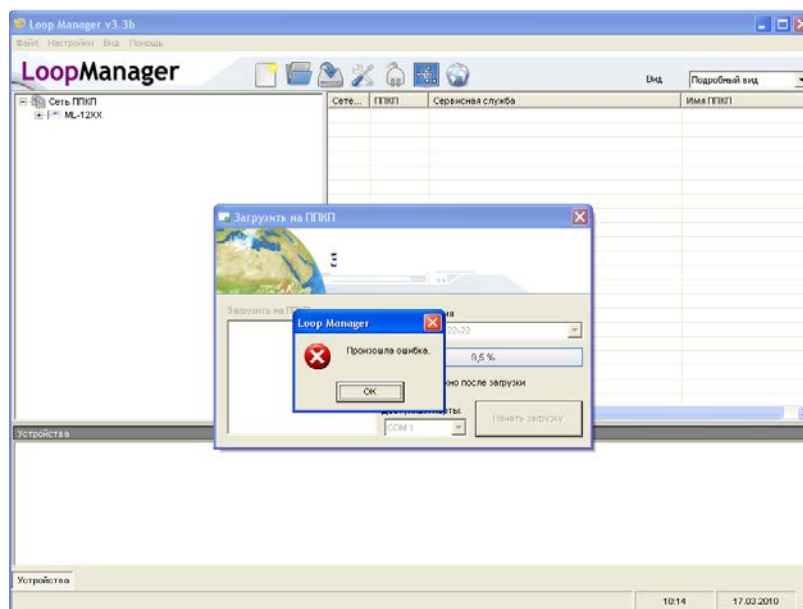 Loop Manager v3.3b
Файл Настройки Вид Помощь
LoopManager
Вид Подробный вид
Сеть ППКП
ML-12XX
Сете... ППКП Сервисная служба Имя ППКП
Загрузить на ППКП
З
Загрузить на
Loop Manager
Произошла ошибка.
OK
22-22
9,5 %
после загрузки
COM 1
Начать загрузку
Устройства
Устройства
10:14 17.03.2010